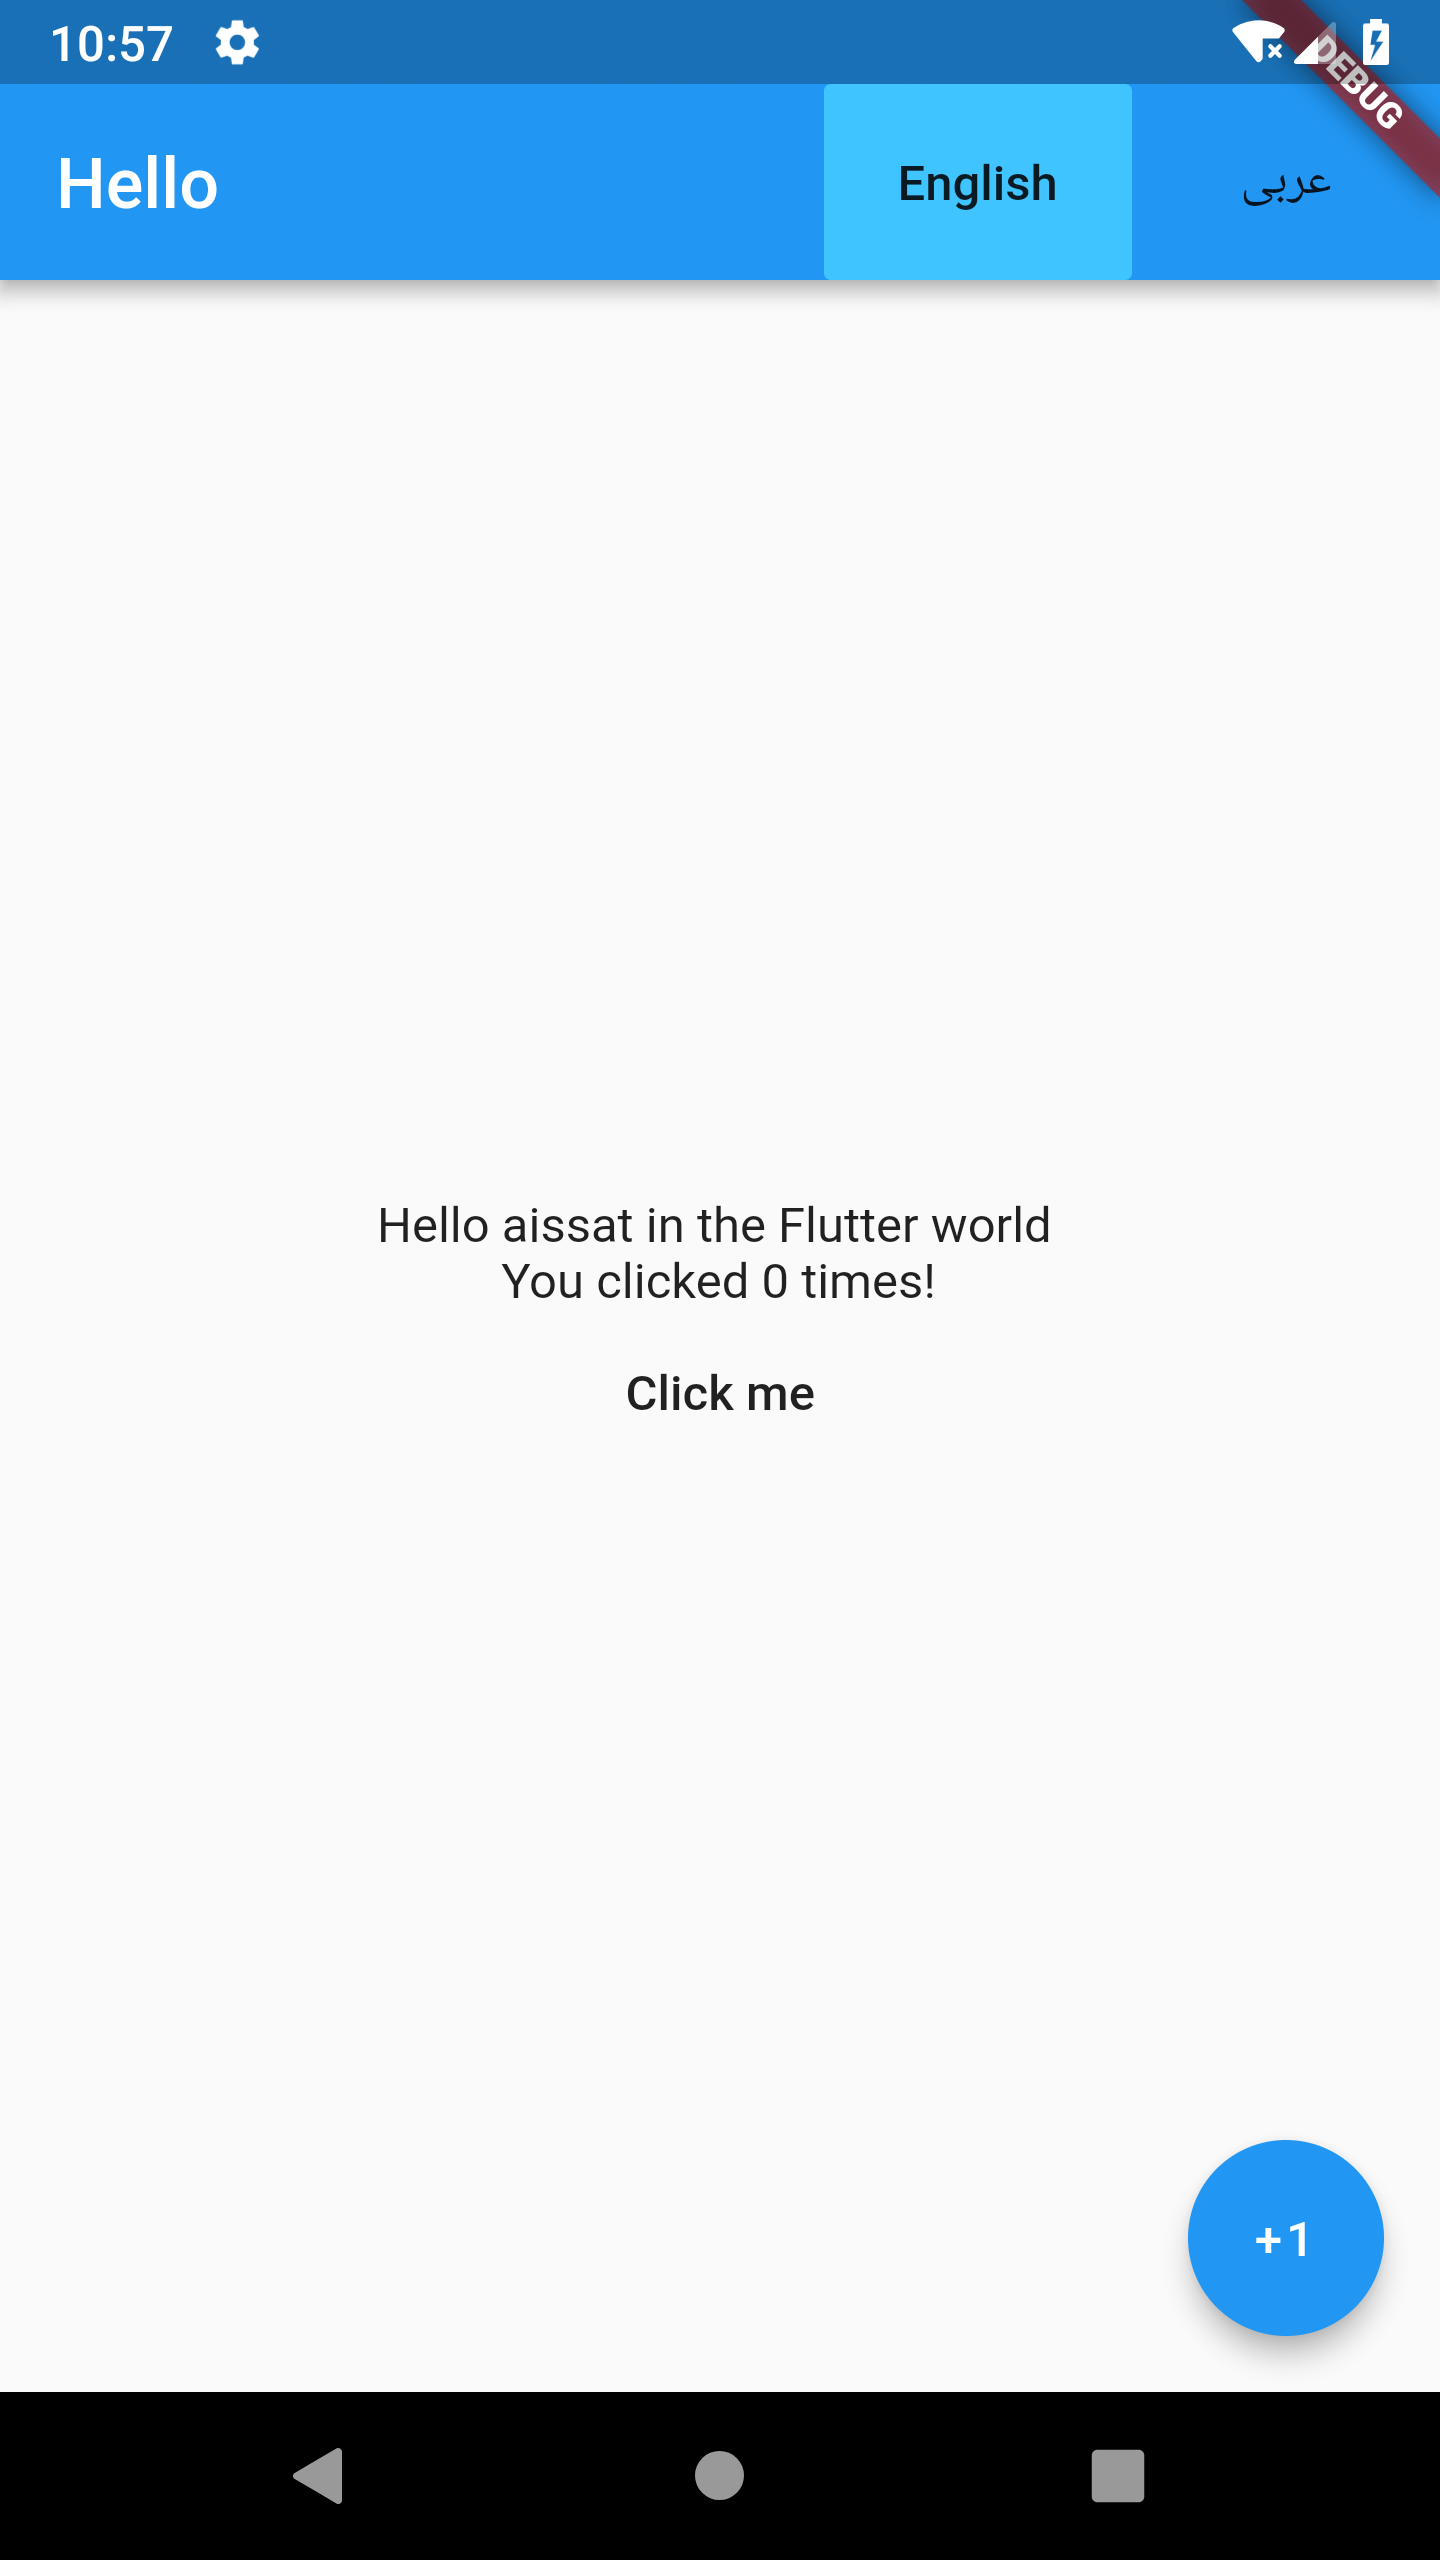 10:57
DEBUG
Hello
English
عربى
Hello aissat in the Flutter world
You clicked 0 times!
Click me
+1